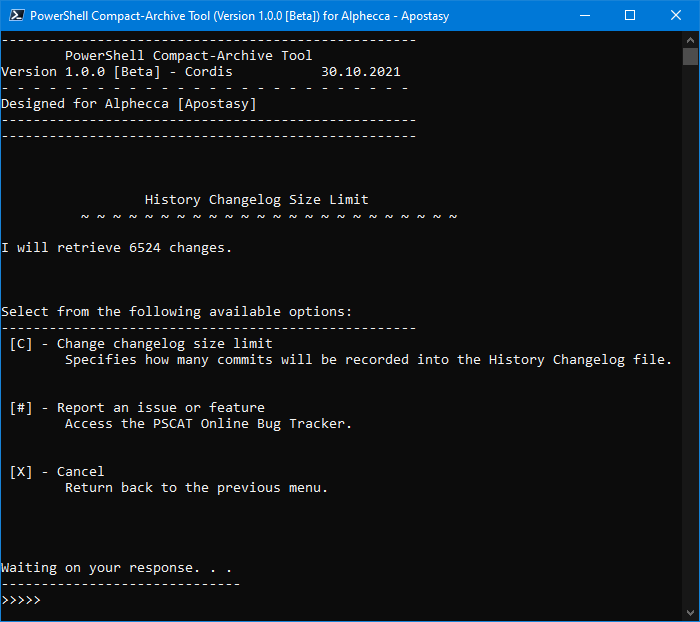 PowerShell Compact-Archive Tool (Version 1.0.0 [Beta]) for Alphecca - Apostasy
----------------------------------------------------
PowerShell Compact-Archive Tool
Version 1.0.0 [Beta] - Cordis 30.10.2021
- - - - - - - - - - - - - - - - - - - - - - - - - -
Designed for Alphecca [Apostasy]
----------------------------------------------------
----------------------------------------------------
History Changelog Size Limit
~ ~ ~ ~ ~ ~ ~ ~ ~ ~ ~ ~ ~ ~ ~ ~ ~ ~ ~ ~ ~ ~ ~ ~
I will retrieve 6524 changes.
Select from the following available options:
----------------------------------------------------
[C] - Change changelog size limit
Specifies how many commits will be recorded into the History Changelog file.
[#] - Report an issue or feature
Access the PSCAT Online Bug Tracker.
[X] - Cancel
Return back to the previous menu.
Waiting on your response. . .
------------------------------
>>>>>